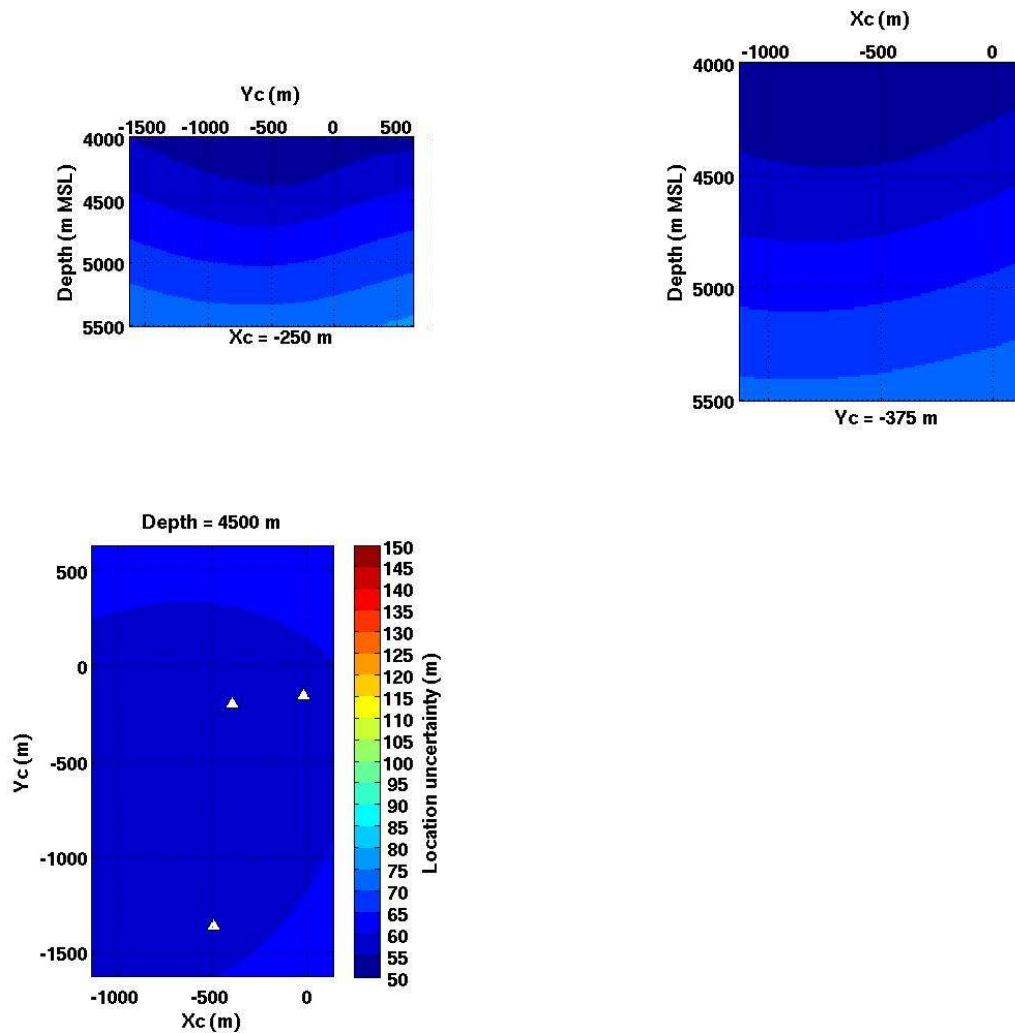 Yc (m)
-1500 -1000 -500 0 500
4000
4500
5000
5500
Depth (m MSL)
Xc = -250 m
Xc (m)
-1000 -500 0
4000
4500
5000
5500
Depth (m MSL)
Yc = -375 m
Depth = 4500 m
500
0
-500
-1000
-1500
Yc (m)
-1000 -500 0
Xc (m)
150
145
140
135
130
125
120
115
110
105
100
95
90
85
80
75
70
65
60
55
50
Location uncertainty (m)